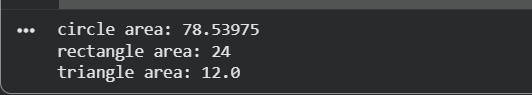 circle area: 78.53975
rectangle area: 24
triangle area: 12.0